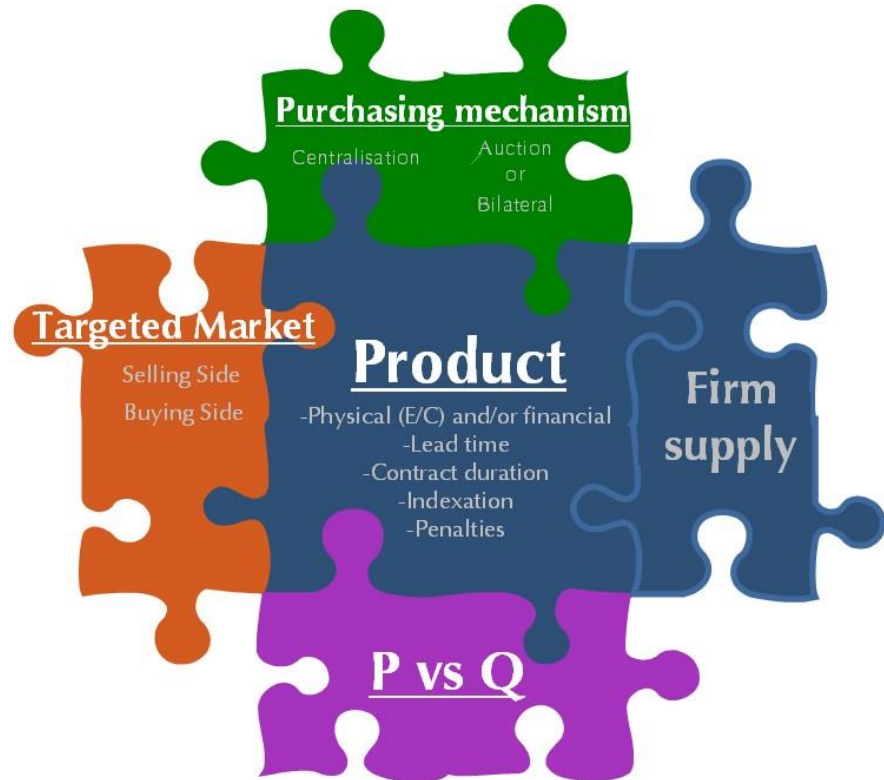 Purchasing mechanism
Centralisation
Auction
or
Bilateral
Targeted Market
Selling Side
Buying Side
Product
-Physical (E/C) and/or financial
-Lead time
-Contract duration
-Indexation
-Penalties
Firm
supply
P vs Q